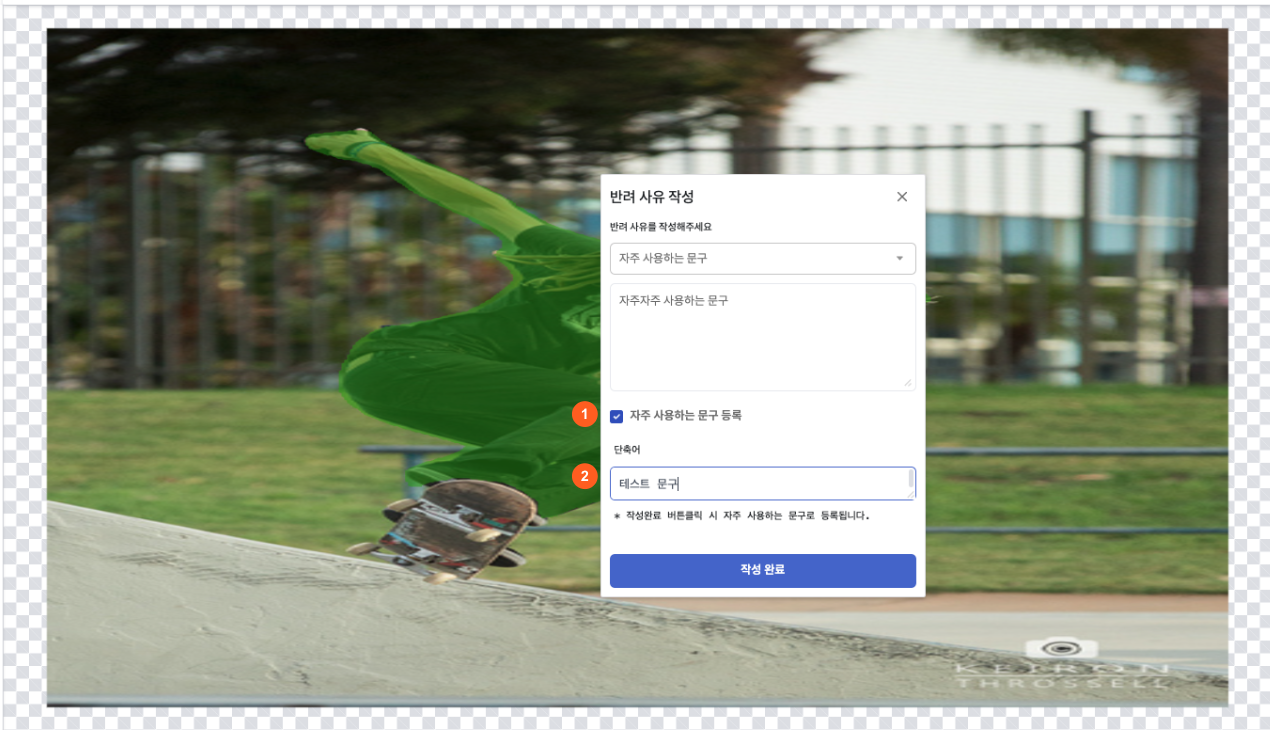 반려 사유 작성
반려 사유를 작성해주세요
자주 사용하는 문구
자주자주 사용하는 문구
1 자주 사용하는 문구 등록
단축어
2 테스트 문구
* 작성완료 버튼클릭 시 자주 사용하는 문구로 등록됩니다.
작성 완료
KEIRON
THROSSELL